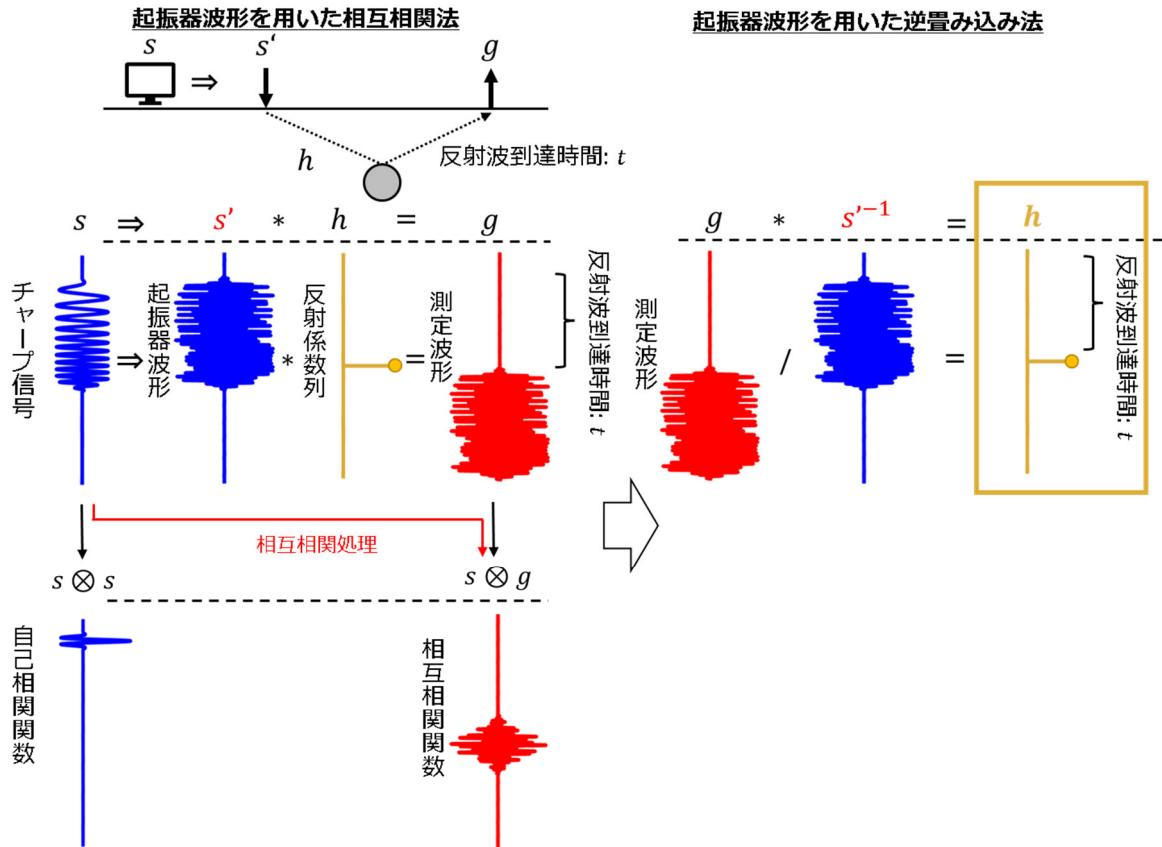 起振器波形を用いた相互相関法
起振器波形を用いた逆畳み込み法
s
⇒
s‘
g
h
反射波到達時間: t
s ⇒ s' * h = g
g * s'⁻¹ = h
チャープ信号
⇒
起振器波形
*
反射係数列
=
測定波形
反射波到達時間: t
測定波形
/
=
反射波到達時間: t
相互相関処理
s ⊗ s
s ⊗ g
自己相関関数
相互相関関数